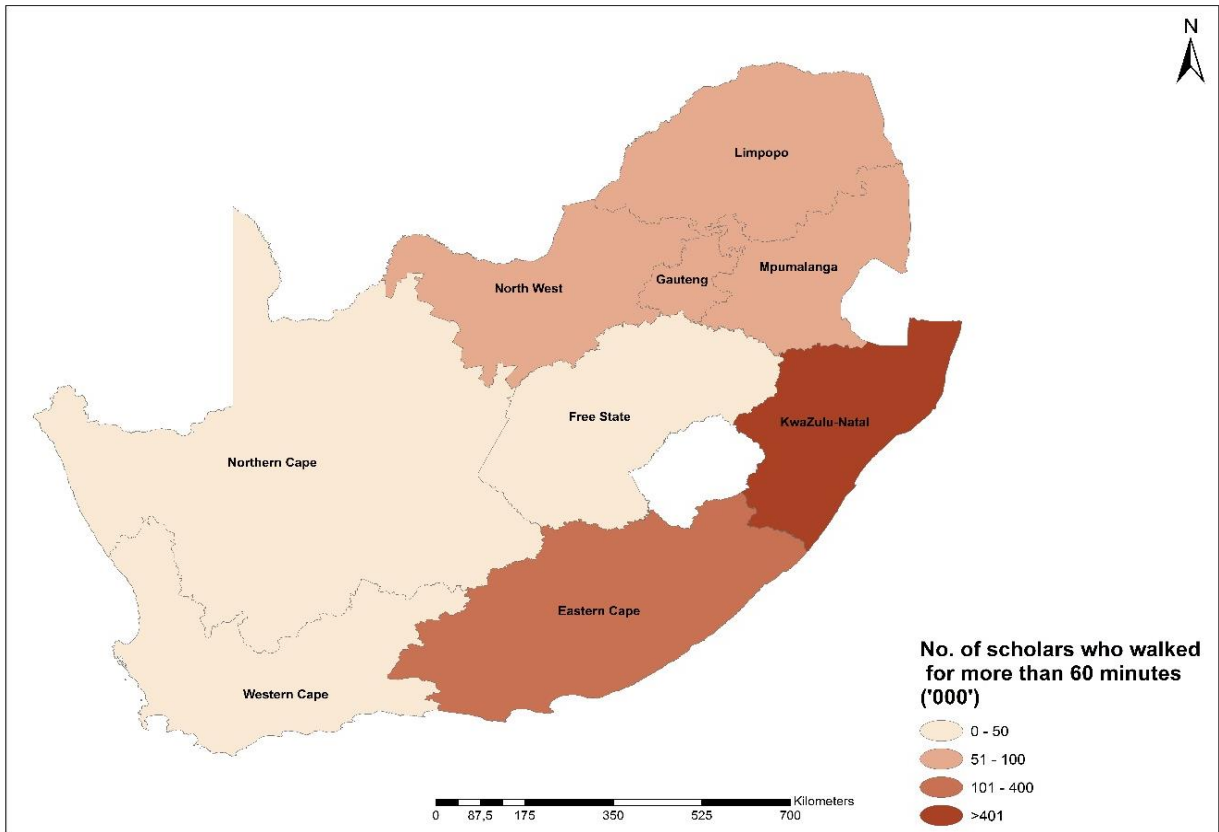 N
Limpopo
Mpumalanga
Gauteng
North West
Free State
KwaZulu-Natal
Northern Cape
Eastern Cape
Western Cape
No. of scholars who walked
for more than 60 minutes
('000')
0 - 50
51 - 100
101 - 400
>401
Kilometers
0 87,5 175 350 525 700